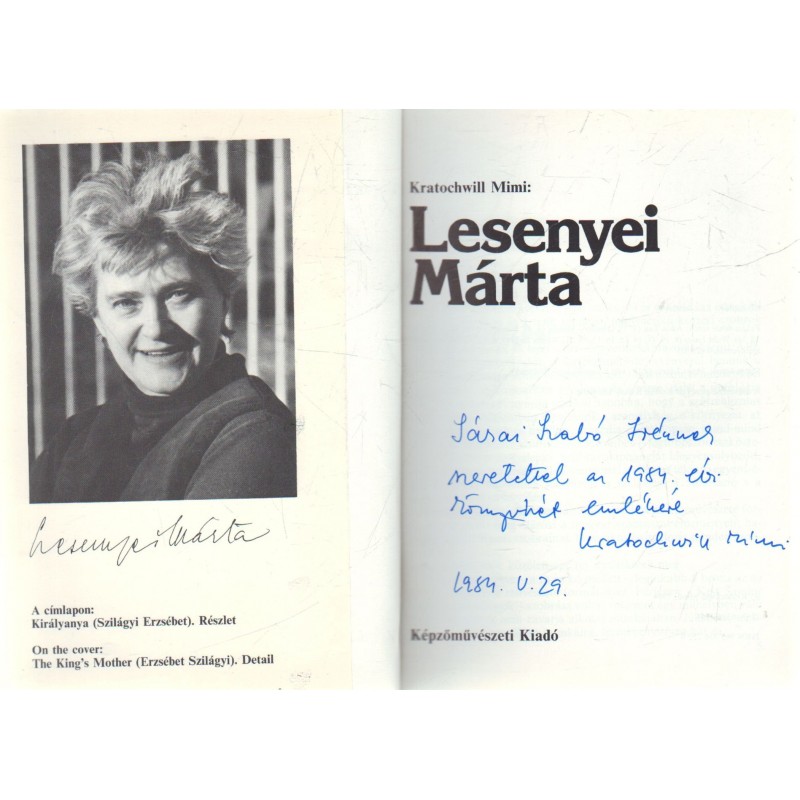 Lesenyei Márta
A címlapon:
Királyanya (Szilágyi Erzsébet). Részlet
On the cover:
The King's Mother (Erzsébet Szilágyi). Detail
Kratochwill Mimi:
Lesenyei
Márta
Sásai Szabó Irénnek
szeretettel az 1984. évi
könyvhét emlékére
Kratochwill Mimi
1984. V. 29.
Képzőművészeti Kiadó